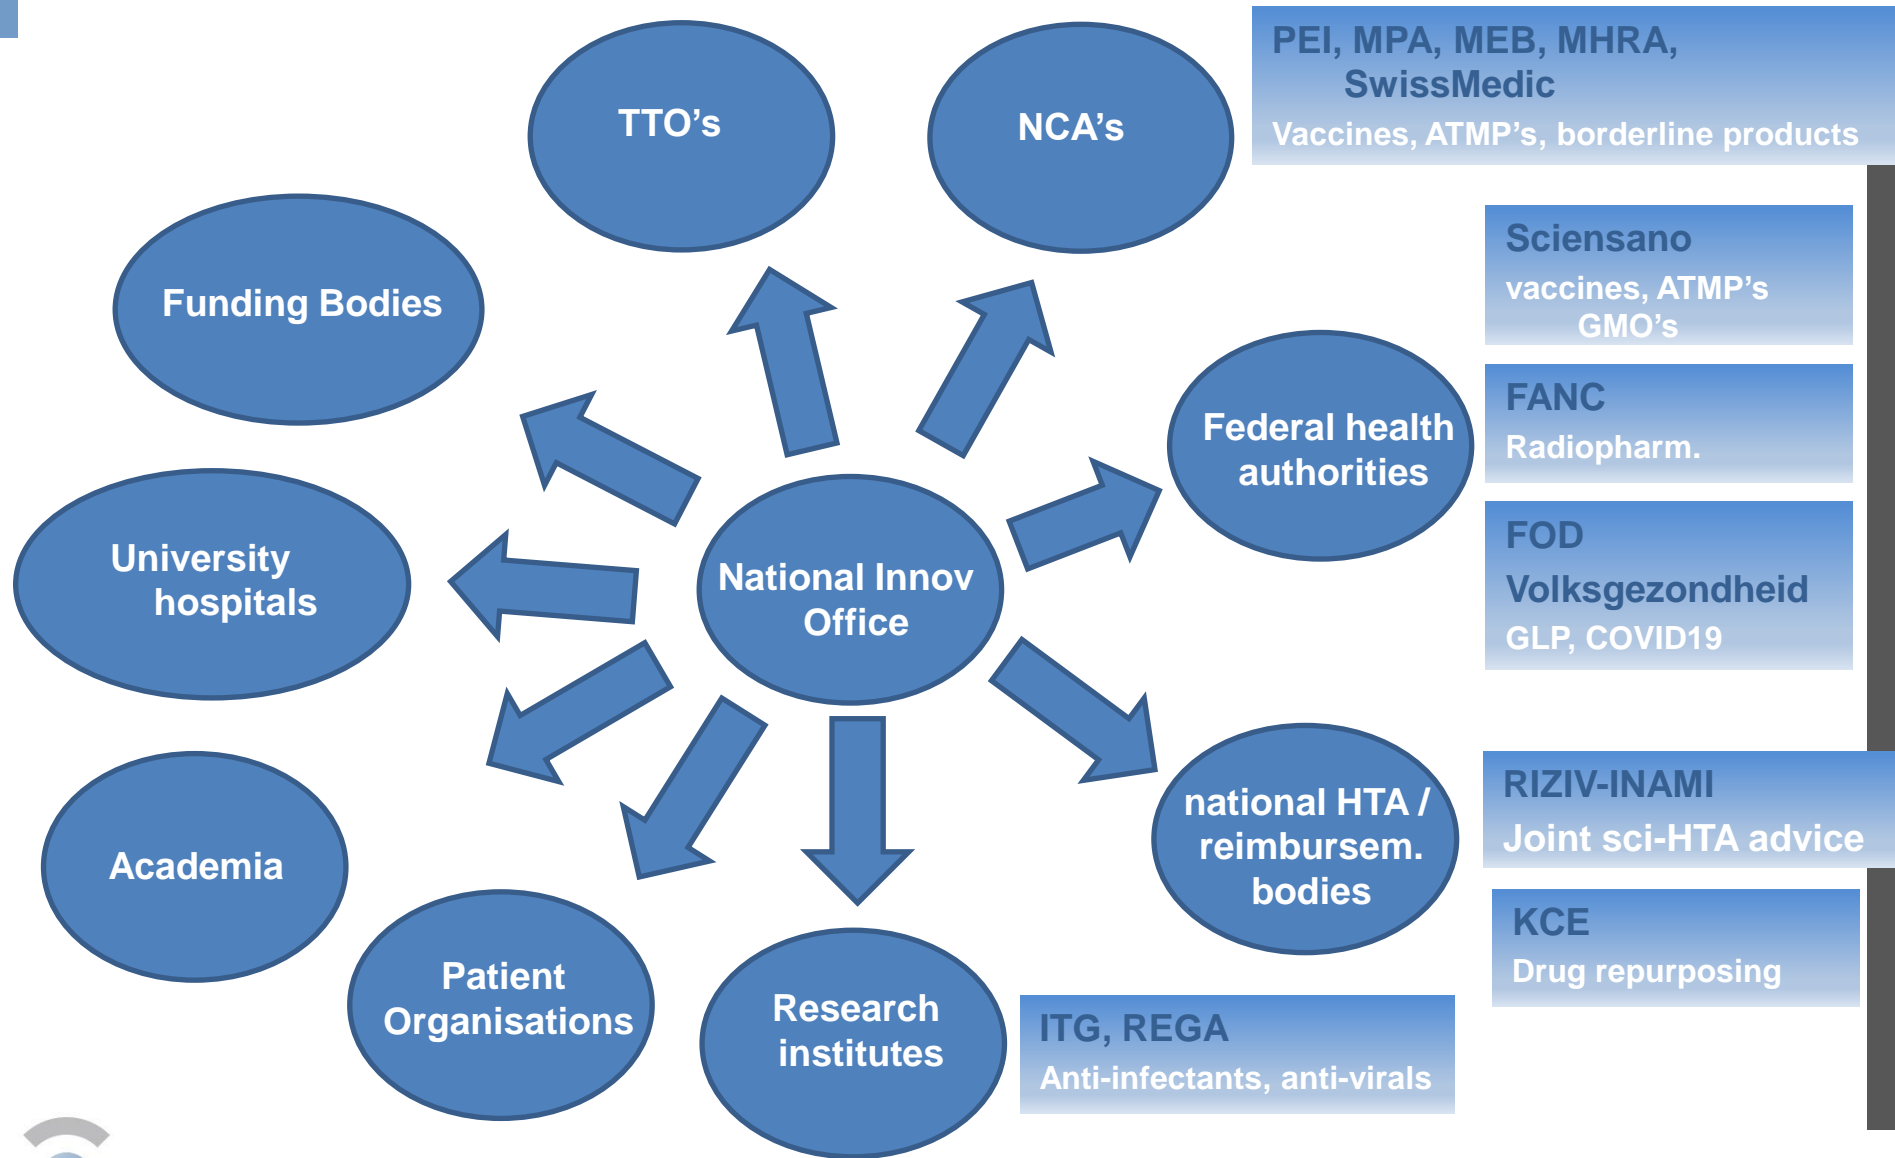 TTO’s
NCA’s
PEI, MPA, MEB, MHRA,
SwissMedic
Vaccines, ATMP’s, borderline products
Funding Bodies
Sciensano
vaccines, ATMP’s
GMO’s
FANC
Radiopharm.
Federal health
authorities
FOD
Volksgezondheid
GLP, COVID19
University
hospitals
National Innov
Office
national HTA /
reimbursem.
bodies
RIZIV-INAMI
Joint sci-HTA advice
KCE
Drug repurposing
Academia
Patient
Organisations
Research
institutes
ITG, REGA
Anti-infectants, anti-virals